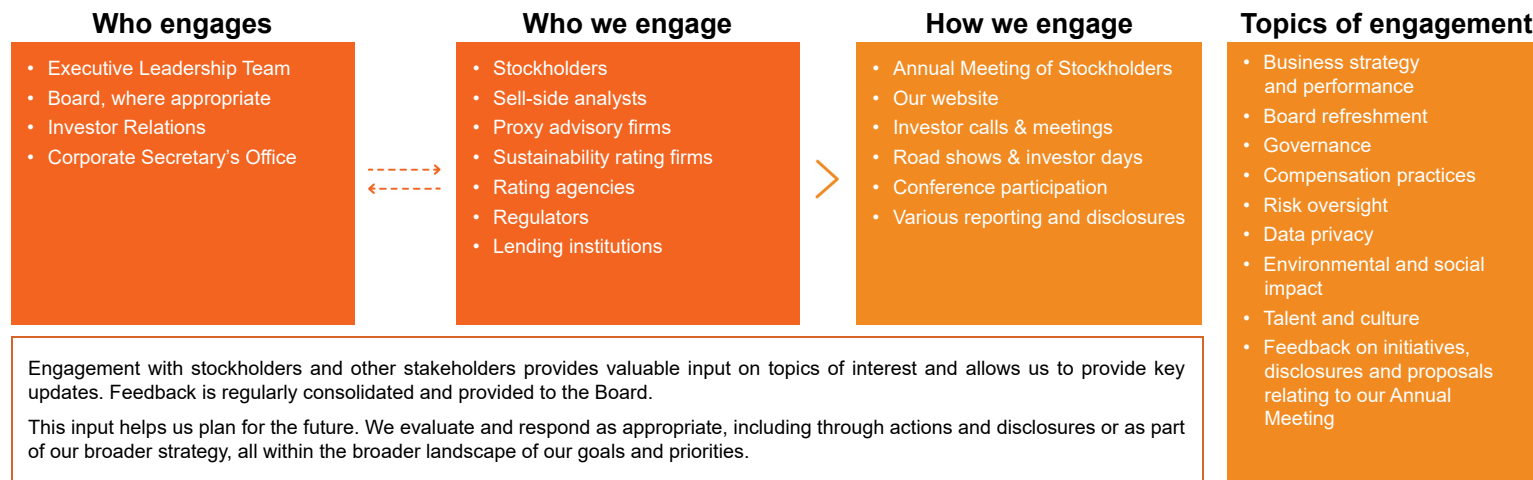 Who engages
• Executive Leadership Team
• Board, where appropriate
• Investor Relations
• Corporate Secretary's Office
Who we engage
• Stockholders
• Sell-side analysts
• Proxy advisory firms
• Sustainability rating firms
• Rating agencies
• Regulators
• Lending institutions
How we engage
• Annual Meeting of Stockholders
• Our website
• Investor calls & meetings
• Road shows & investor days
• Conference participation
• Various reporting and disclosures
Topics of engagement
• Business strategy
and performance
• Board refreshment
• Governance
• Compensation practices
• Risk oversight
• Data privacy
• Environmental and social
impact
• Talent and culture
• Feedback on initiatives,
disclosures and proposals
relating to our Annual
Meeting
Engagement with stockholders and other stakeholders provides valuable input on topics of interest and allows us to provide key
updates. Feedback is regularly consolidated and provided to the Board.
This input helps us plan for the future. We evaluate and respond as appropriate, including through actions and disclosures or as part
of our broader strategy, all within the broader landscape of our goals and priorities.